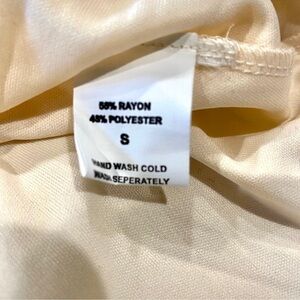 55% RAYON
45% POLYESTER
S
HAND WASH COLD
WASH SEPERATELY